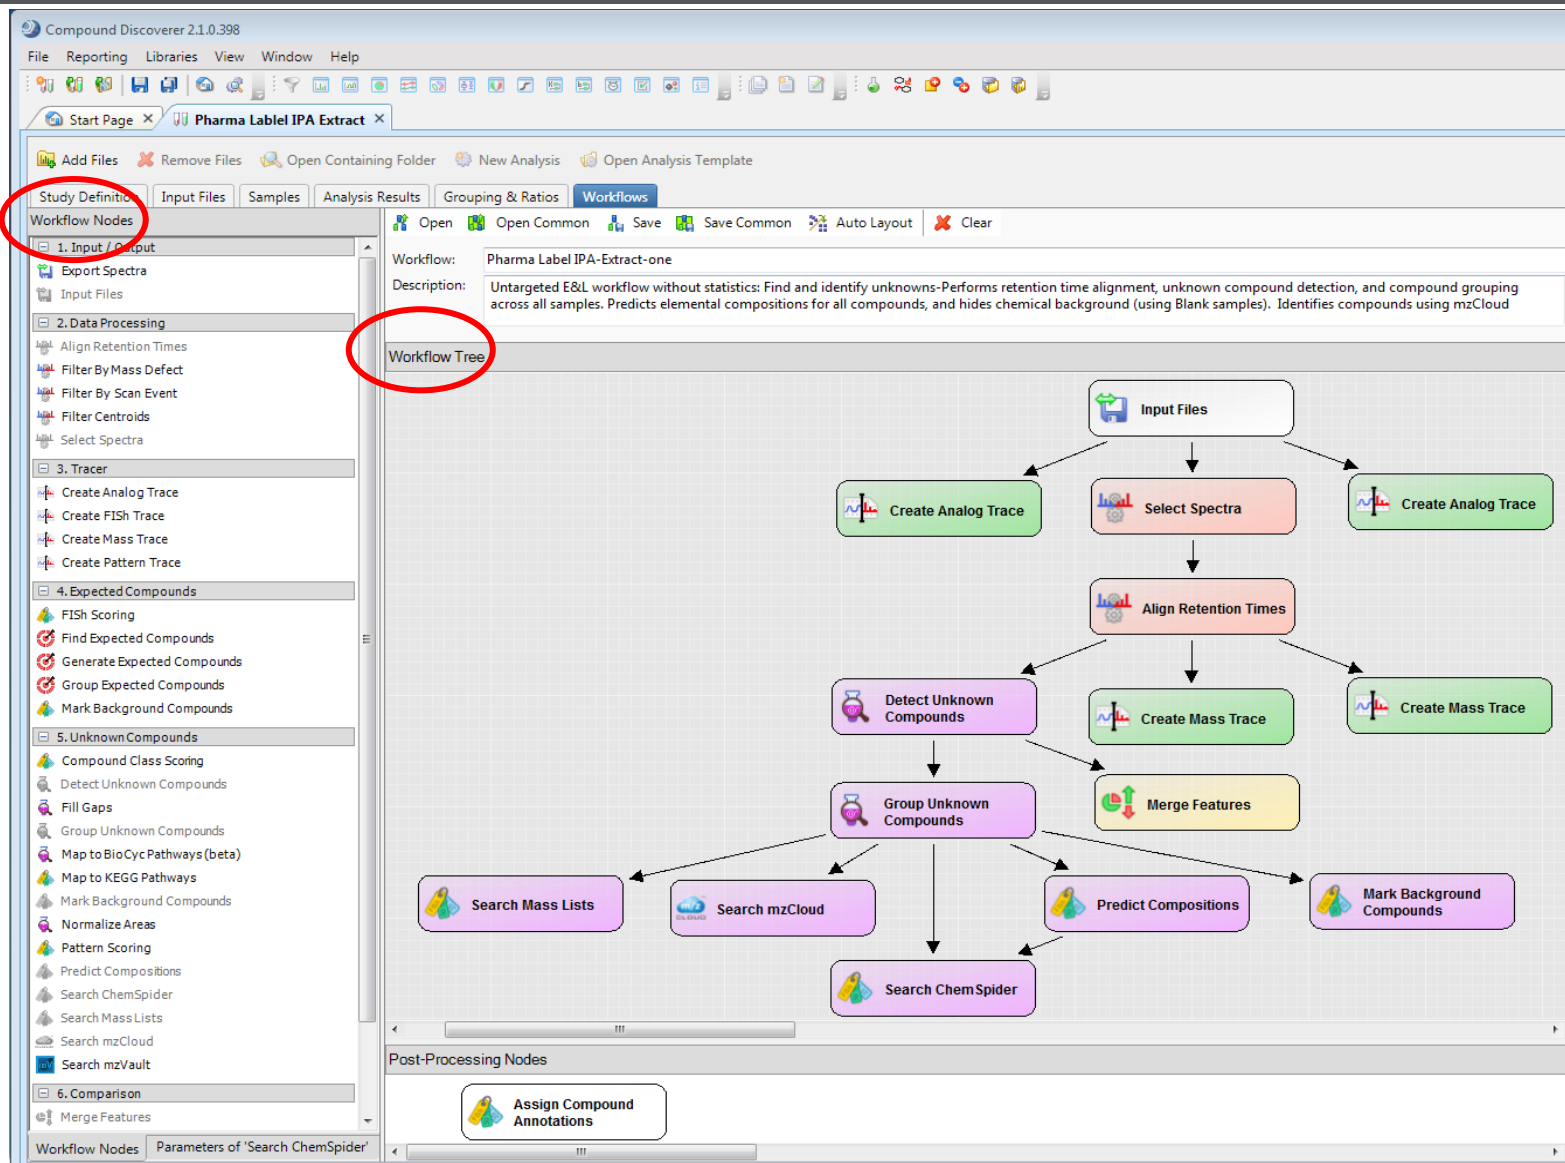 Compound Discoverer 2.1.0.398
File Reporting Libraries View Window Help
Start Page Pharma Lablel IPA Extract
Add Files Remove Files Open Containing Folder New Analysis Open Analysis Template
Study Definition Input Files Samples Analysis Results Grouping & Ratios Workflows
Workflow Nodes
1. Input / Output
Export Spectra
Input Files
2. Data Processing
Align Retention Times
Filter By Mass Defect
Filter By Scan Event
Filter Centroids
Select Spectra
3. Tracer
Create Analog Trace
Create FISh Trace
Create Mass Trace
Create Pattern Trace
4. Expected Compounds
FISh Scoring
Find Expected Compounds
Generate Expected Compounds
Group Expected Compounds
Mark Background Compounds
5. Unknown Compounds
Compound Class Scoring
Detect Unknown Compounds
Fill Gaps
Group Unknown Compounds
Map to BioCyc Pathways (beta)
Map to KEGG Pathways
Mark Background Compounds
Normalize Areas
Pattern Scoring
Predict Compositions
Search ChemSpider
Search Mass Lists
Search mzCloud
Search mzVault
6. Comparison
Merge Features
Workflow Nodes Parameters of 'Search ChemSpider'
Open Open Common Save Save Common Auto Layout Clear
Workflow: Pharma Label IPA-Extract-one
Description: Untargeted E&L workflow without statistics: Find and identify unknowns-Performs retention time alignment, unknown compound detection, and compound grouping
across all samples. Predicts elemental compositions for all compounds, and hides chemical background (using Blank samples). Identifies compounds using mzCloud
Workflow Tree
Input Files
Create Analog Trace
Select Spectra
Create Analog Trace
Align Retention Times
Detect Unknown
Compounds
Create Mass Trace
Create Mass Trace
Group Unknown
Compounds
Merge Features
Search Mass Lists
Search mzCloud
Predict Compositions
Mark Background
Compounds
Search ChemSpider
Post-Processing Nodes
Assign Compound
Annotations